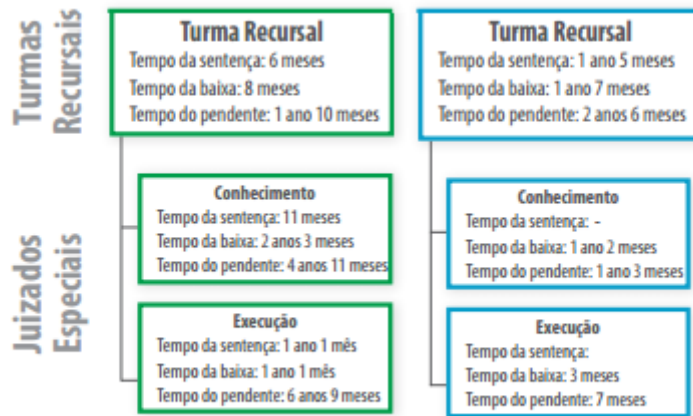 Turmas
Recursais
Turma Recursal
Tempo da sentença: 6 meses
Tempo da baixa: 8 meses
Tempo do pendente: 1 ano 10 meses
Turma Recursal
Tempo da sentença: 1 ano 5 meses
Tempo da baixa: 1 ano 7 meses
Tempo do pendente: 2 anos 6 meses
Juizados
Especiais
Conhecimento
Tempo da sentença: 11 meses
Tempo da baixa: 2 anos 3 meses
Tempo do pendente: 4 anos 11 meses
Conhecimento
Tempo da sentença: -
Tempo da baixa: 1 ano 2 meses
Tempo do pendente: 1 ano 3 meses
Execução
Tempo da sentença: 1 ano 1 mês
Tempo da baixa: 1 ano 1 mês
Tempo do pendente: 6 anos 9 meses
Execução
Tempo da sentença:
Tempo da baixa: 3 meses
Tempo do pendente: 7 meses